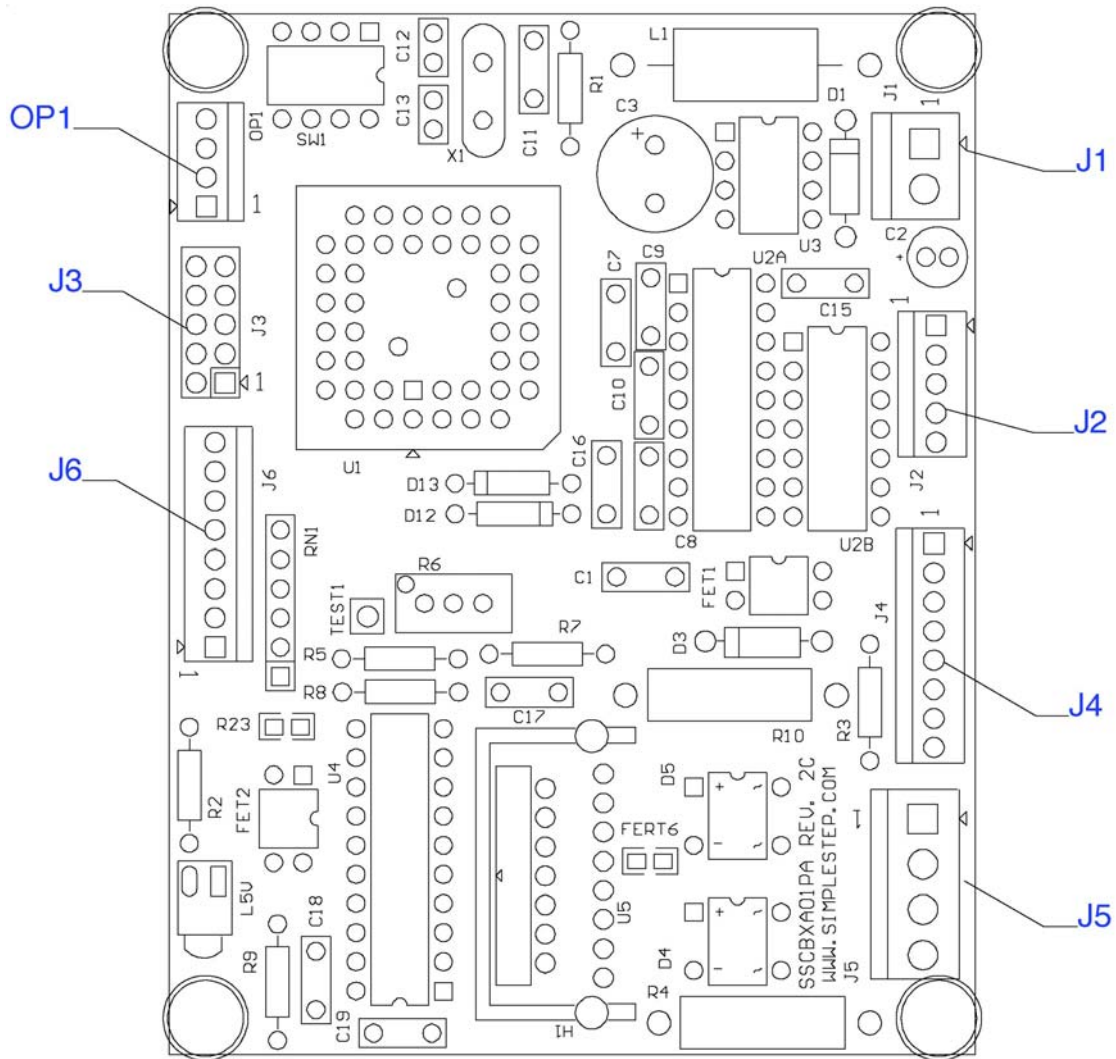 C12
L1
J1
1
D1
OP1
OP1
R1
C3
+
C13
SW1
X1
C11
J1
1
U3
C2
+
C9
U2A
C7
1
J3
C15
J3
1
C10
J2
C16
U1
J2
J6
J6
D13
1
D12
RN1
C8
U2B
R6
C1
FET1
TEST1
J4
R7
D3
R5
1
R8
J4
C17
R23
R10
R3
U4
D5
+
~
R2
FET2
1
FERT6
-
~
L5V
C18
U5
J5
+
~
R9
D4
-
~
SSCBXA01PA REV. 2C
WWW.SIMPLESTEP.COM
J5
R4
C19
IH